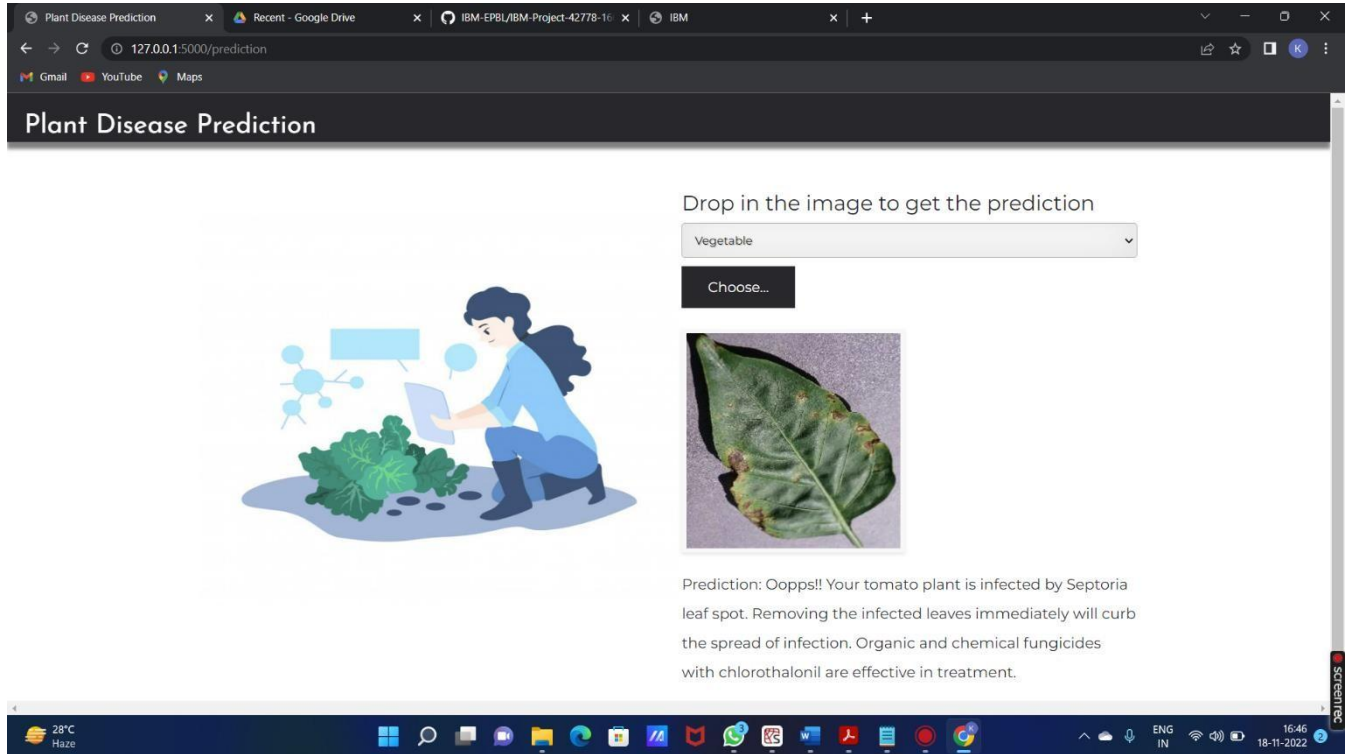 Plant Disease Prediction
Recent - Google Drive
IBM-EPBL/IBM-Project-42778-16
IBM
127.0.0.1:5000/prediction
K
Gmail
YouTube
Maps
Plant Disease Prediction
Drop in the image to get the prediction
Vegetable
Choose...
Prediction: Oopps!! Your tomato plant is infected by Septoria
leaf spot. Removing the infected leaves immediately will curb
the spread of infection. Organic and chemical fungicides
with chlorothalonil are effective in treatment.
screenrec
28°C
Haze
ENG
IN
16:46
18-11-2022
2